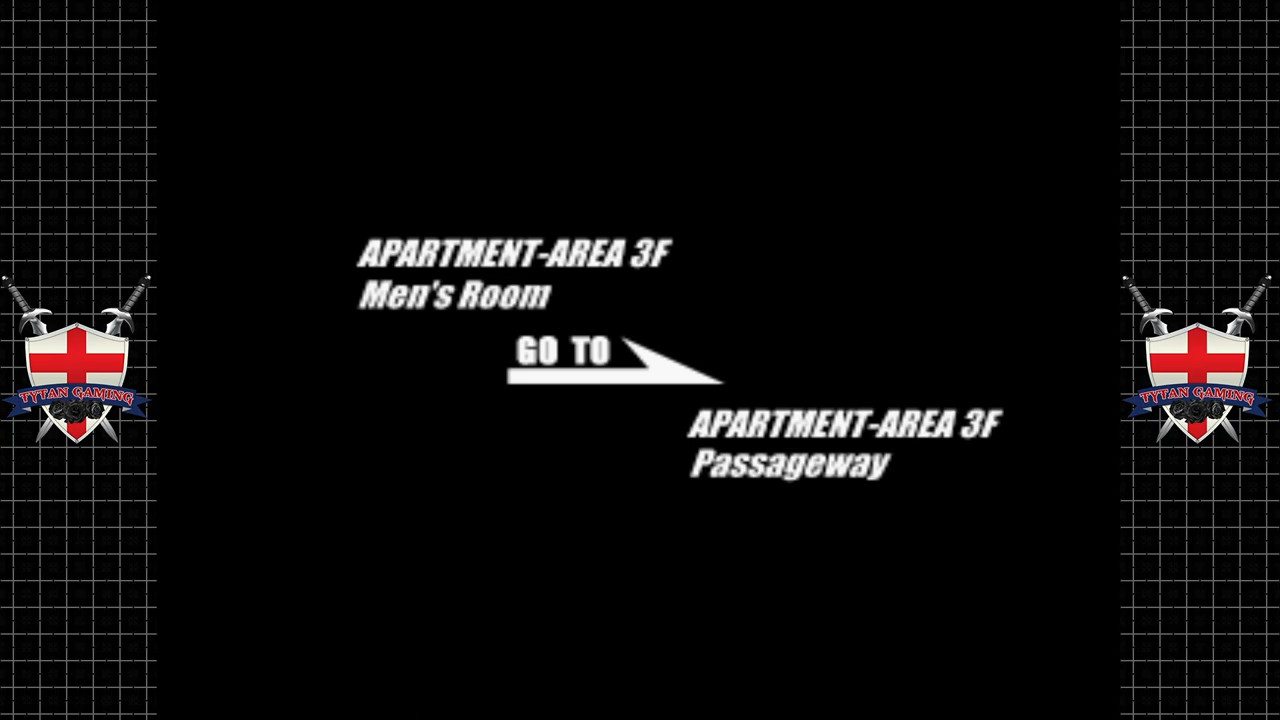 APARTMENT-AREA 3F
Men's Room
GO TO
APARTMENT-AREA 3F
Passageway
TYTAN GAMING
TYTAN GAMING